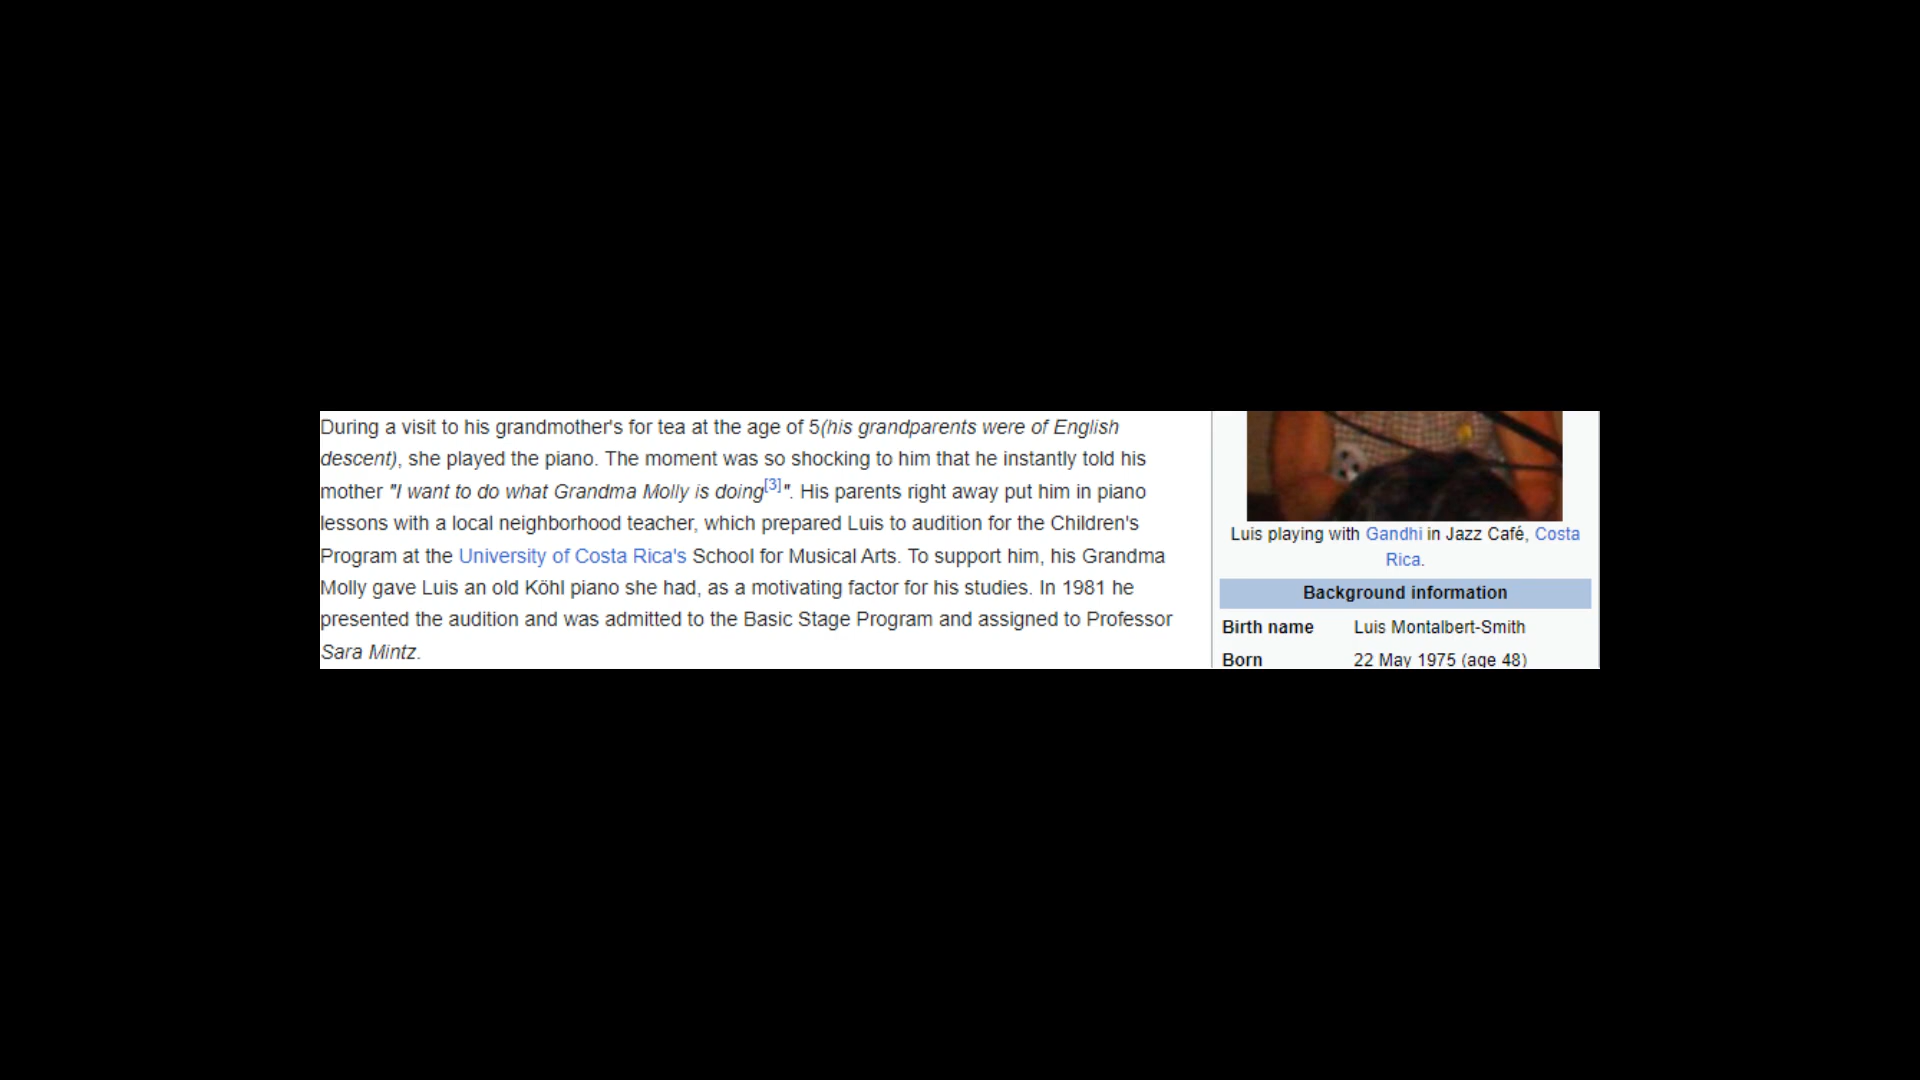 During a visit to his grandmother's for tea at the age of 5(his grandparents were of English
descent), she played the piano. The moment was so shocking to him that he instantly told his
mother "I want to do what Grandma Molly is doing[3]". His parents right away put him in piano
lessons with a local neighborhood teacher, which prepared Luis to audition for the Children's
Program at the University of Costa Rica's School for Musical Arts. To support him, his Grandma
Molly gave Luis an old Köhl piano she had, as a motivating factor for his studies. In 1981 he
presented the audition and was admitted to the Basic Stage Program and assigned to Professor
Sara Mintz.
Luis playing with Gandhi in Jazz Café, Costa
Rica.
Background information
Birth name Luis Montalbert-Smith
Born 22 May 1975 (age 48)